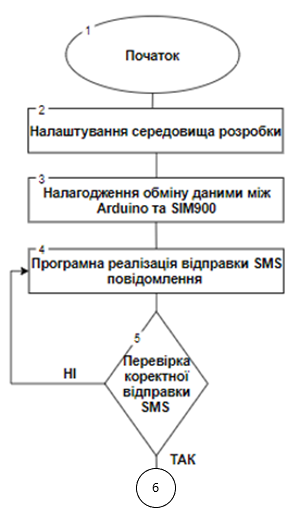 1
Початок
2
Налаштування середовища розробки
3
Налагодження обміну даними між
Arduino та SIM900
4
Програмна реалізація відправки SMS
повідомлення
5
Перевірка
коректної
відправки
SMS
НІ
ТАК
6